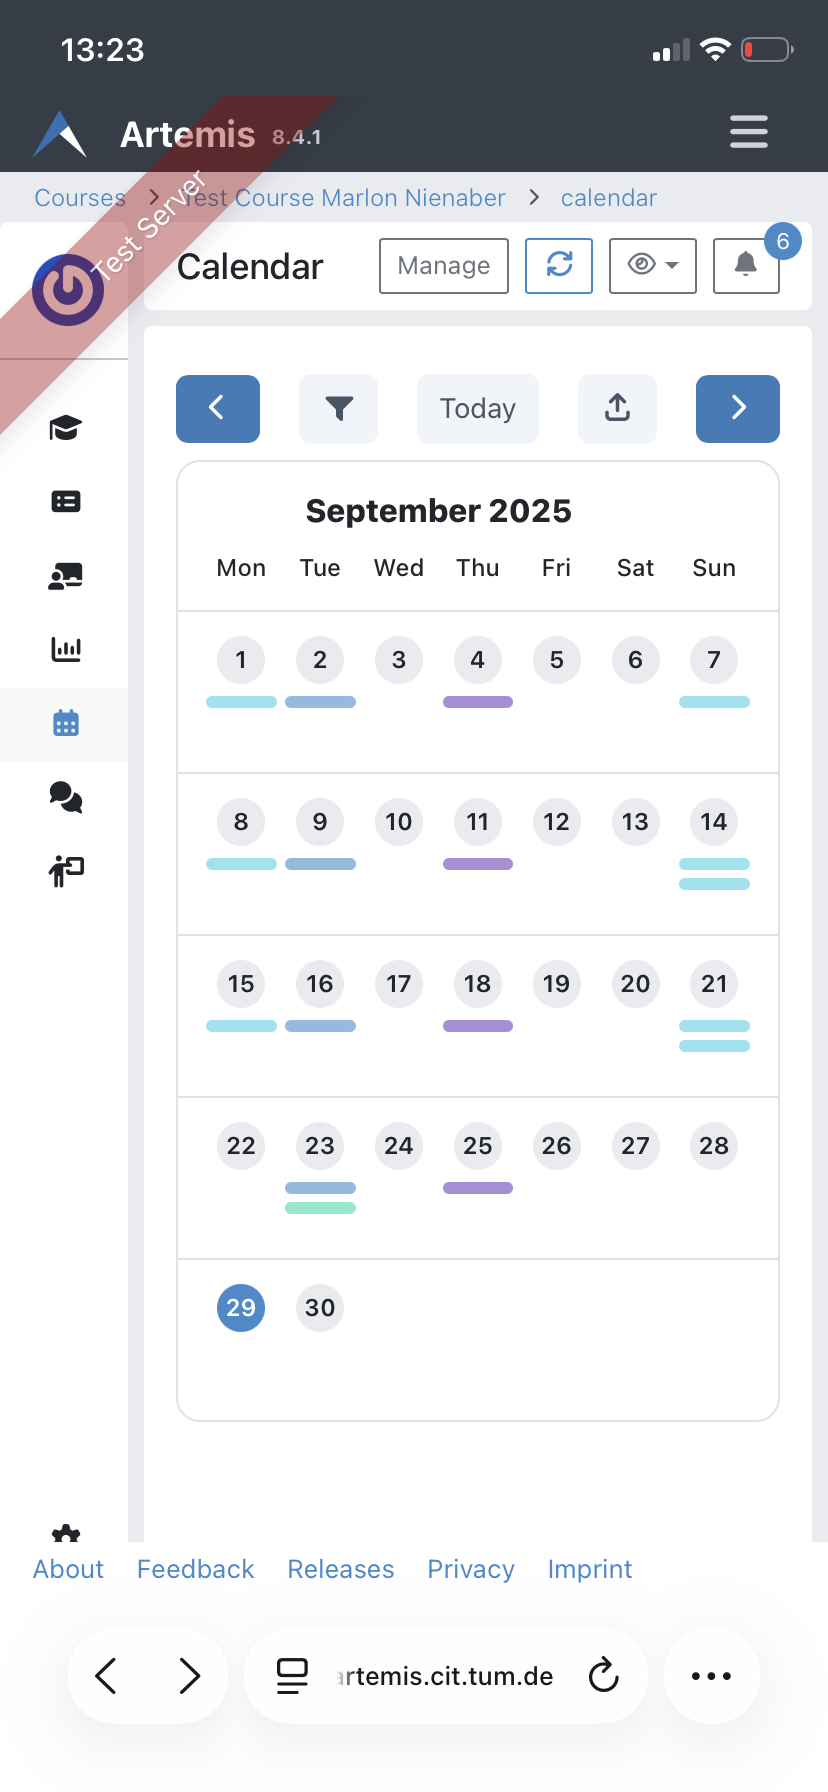 13:23
Artemis 8.4.1
Courses > Test Course Marlon Nienaber > calendar
Test Server
Calendar
Manage
6
Today
September 2025
Mon Tue Wed Thu Fri Sat Sun
1 2 3 4 5 6 7
8 9 10 11 12 13 14
15 16 17 18 19 20 21
22 23 24 25 26 27 28
29 30
About Feedback Releases Privacy Imprint
artemis.cit.tum.de